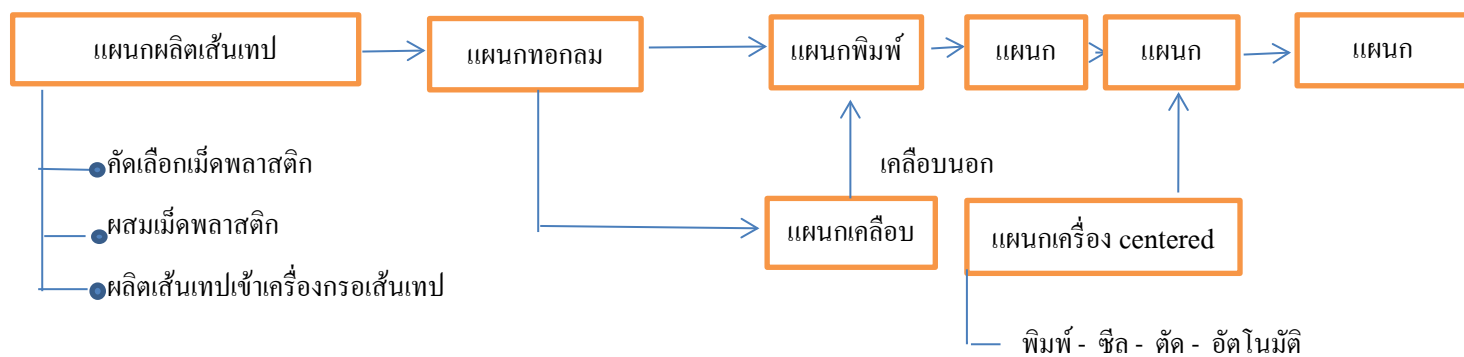 แผนกผลิตเส้นเทป
แผนกทอกลม
แผนกพิมพ์
แผนก
แผนก
แผนก
คัดเลือกเม็ดพลาสติก
ผสมเม็ดพลาสติก
ผลิตเส้นเทปเข้าเครื่องกรอเส้นเทป
เคลือบนอก
แผนกเคลือบ
แผนกเครื่อง centered
พิมพ์ - ซีล - ตัด - อัตโนมัติ